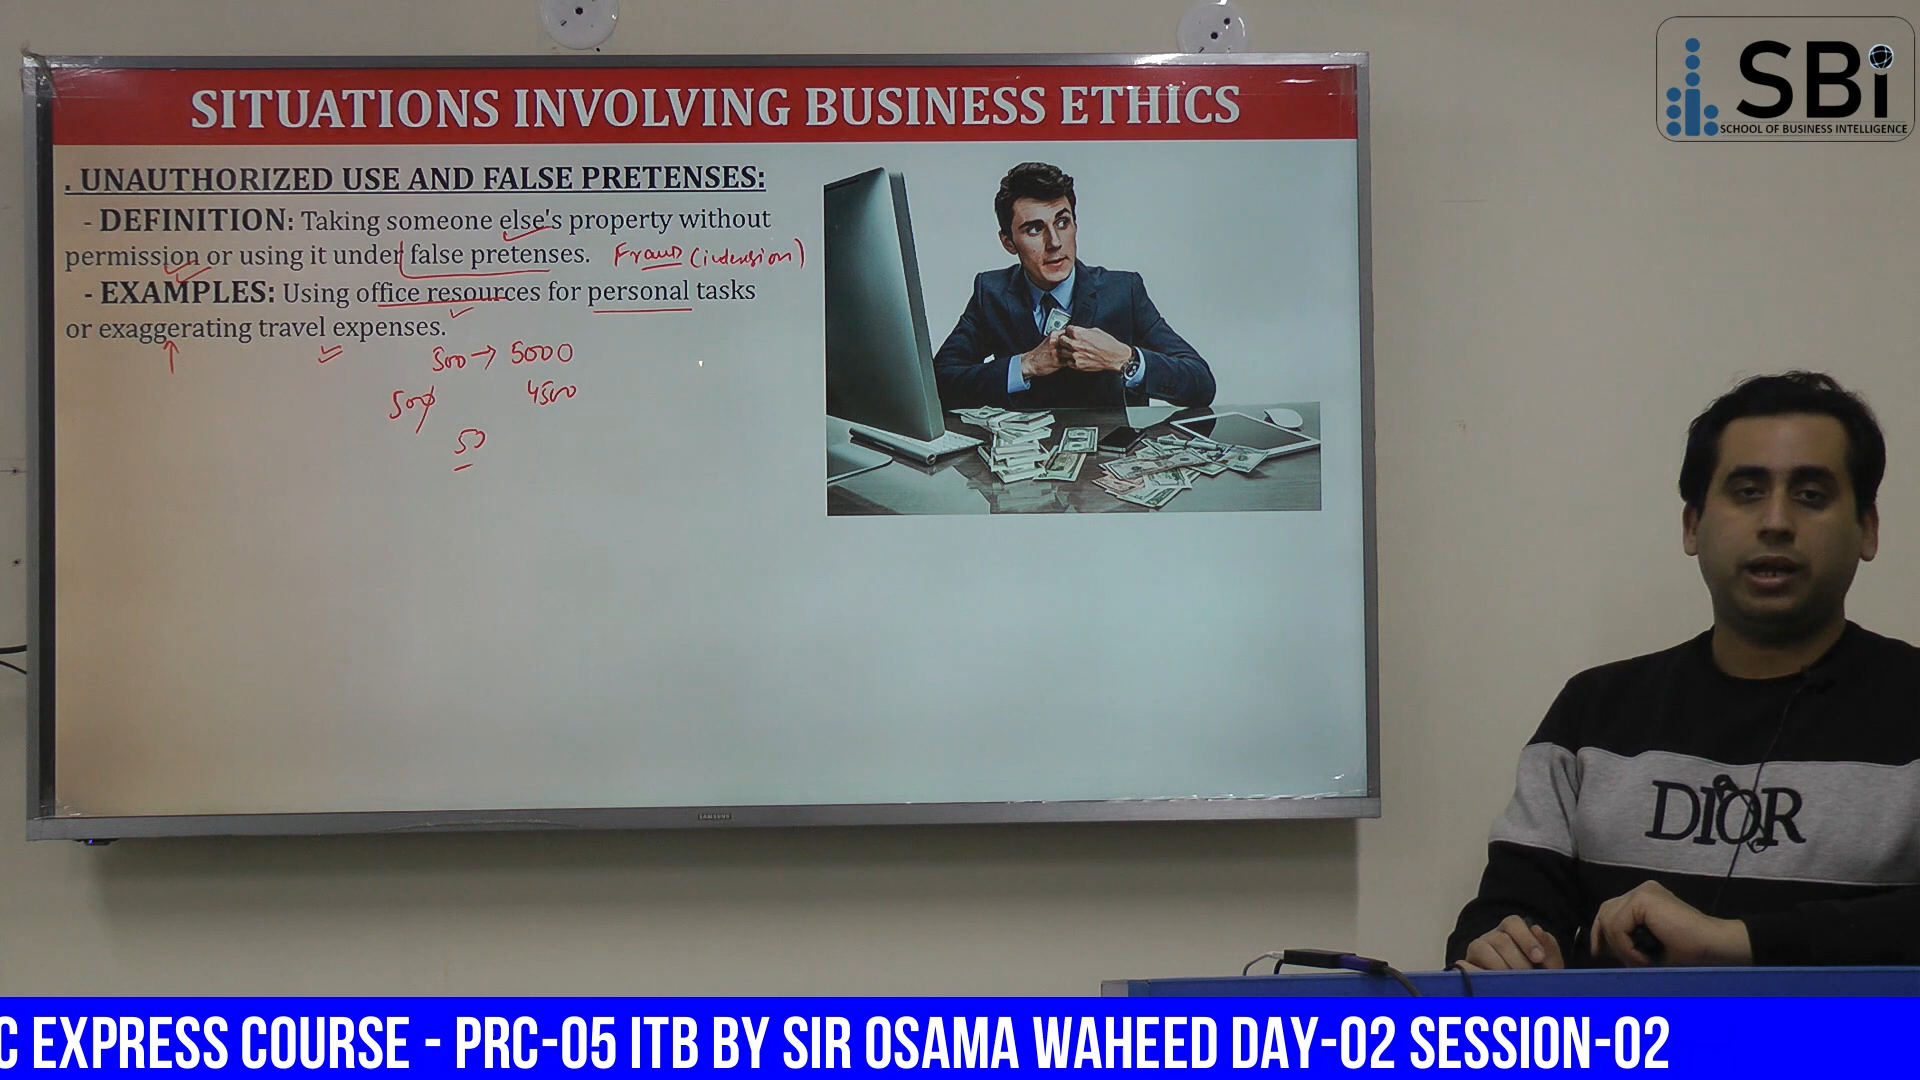 SBi
SCHOOL OF BUSINESS INTELLIGENCE
SITUATIONS INVOLVING BUSINESS ETHICS
. UNAUTHORIZED USE AND FALSE PRETENSES:
- DEFINITION: Taking someone else's property without
permission or using it under false pretenses.
Fraud
- EXAMPLES: Using office resources for personal tasks
or exaggerating travel expenses.
500 → 5000
500
4500
50
SAMSUNG
DIOR
C EXPRESS COURSE - PRC-05 ITB BY SIR OSAMA WAHEED DAY-02 SESSION-02